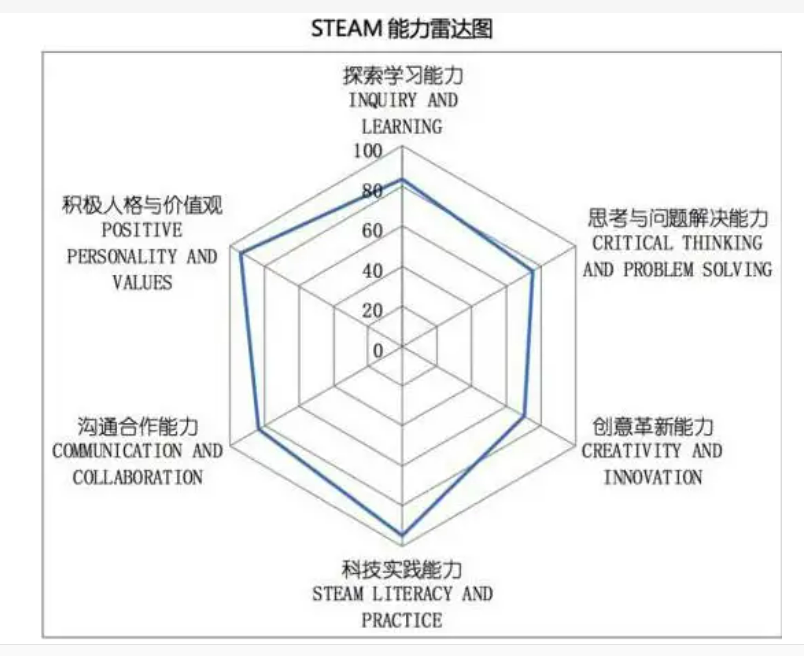 STEAM 能力雷达图
探索学习能力
INQUIRY AND
LEARNING
100
80
60
40
20
0
思考与问题解决能力
CRITICAL THINKING
AND PROBLEM SOLVING
创意革新能力
CREATIVITY AND
INNOVATION
科技实践能力
STEAM LITERACY AND
PRACTICE
沟通合作能力
COMMUNICATION AND
COLLABORATION
积极人格与价值观
POSITIVE
PERSONALITY AND
VALUES